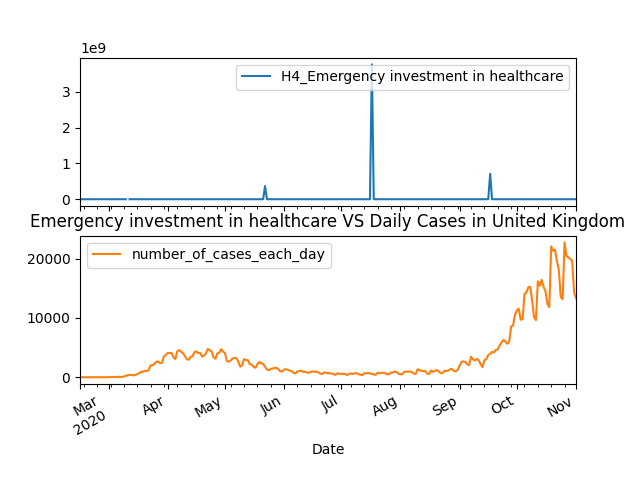 1e9
H4_Emergency investment in healthcare
3
2
1
0
Emergency investment in healthcare VS Daily Cases in United Kingdom
number_of_cases_each_day
20000
10000
0
Mar
2020
Apr
May
Jun
Jul
Aug
Sep
Oct
Nov
Date